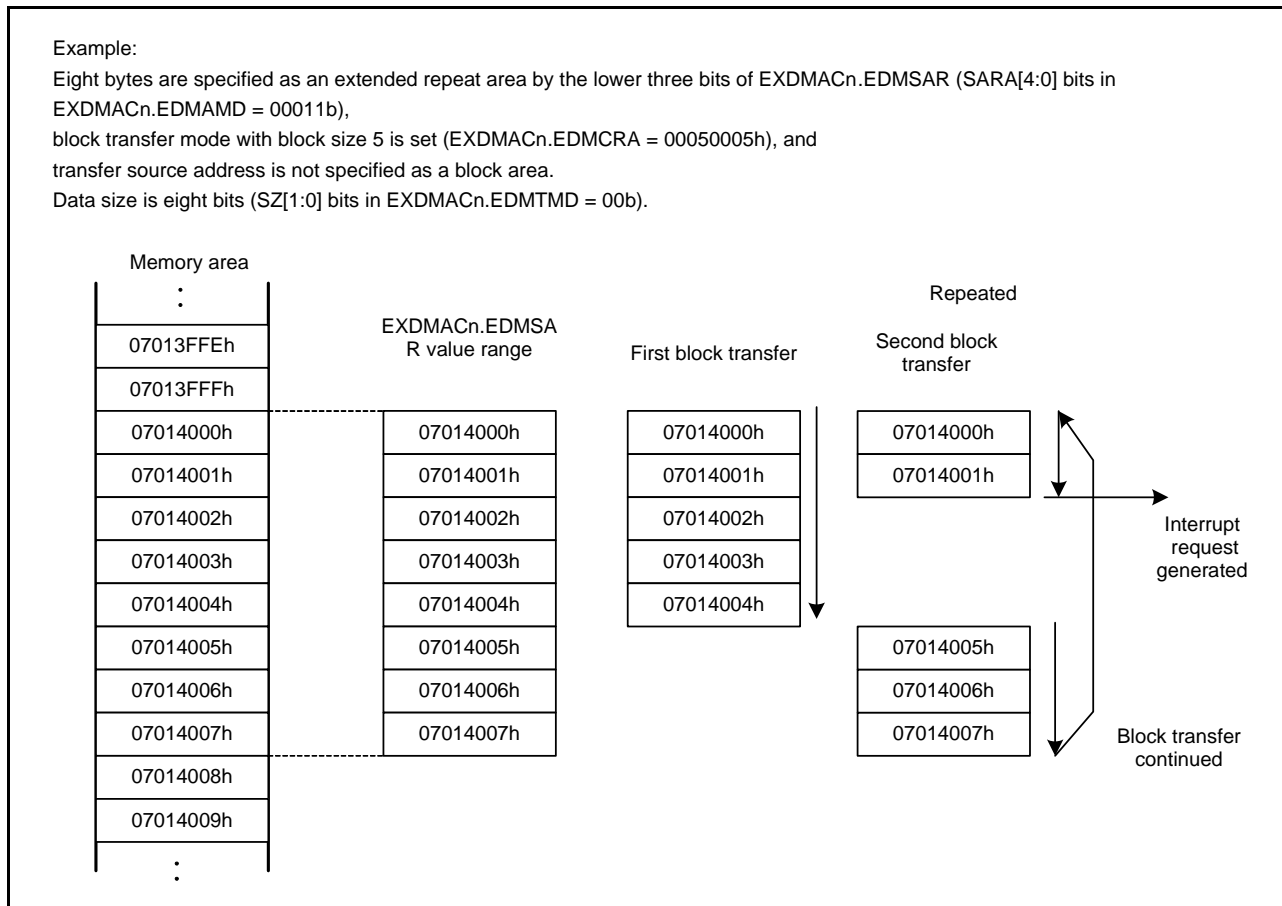 Example:
Eight bytes are specified as an extended repeat area by the lower three bits of EXDMACn.EDMSAR (SARA[4:0] bits in
EXDMACn.EDMAMD = 00011b),
block transfer mode with block size 5 is set (EXDMACn.EDMCRA = 00050005h), and
transfer source address is not specified as a block area.
Data size is eight bits (SZ[1:0] bits in EXDMACn.EDMTMD = 00b).
Memory area
:
07013FFEh
07013FFFh
07014000h
07014001h
07014002h
07014003h
07014004h
07014005h
07014006h
07014007h
07014008h
07014009h
:
EXDMACn.EDMSA
R value range
07014000h
07014001h
07014002h
07014003h
07014004h
07014005h
07014006h
07014007h
First block transfer
07014000h
07014001h
07014002h
07014003h
07014004h
Repeated
Second block
transfer
07014000h
07014001h
07014005h
07014006h
07014007h
Interrupt
request
generated
Block transfer
continued